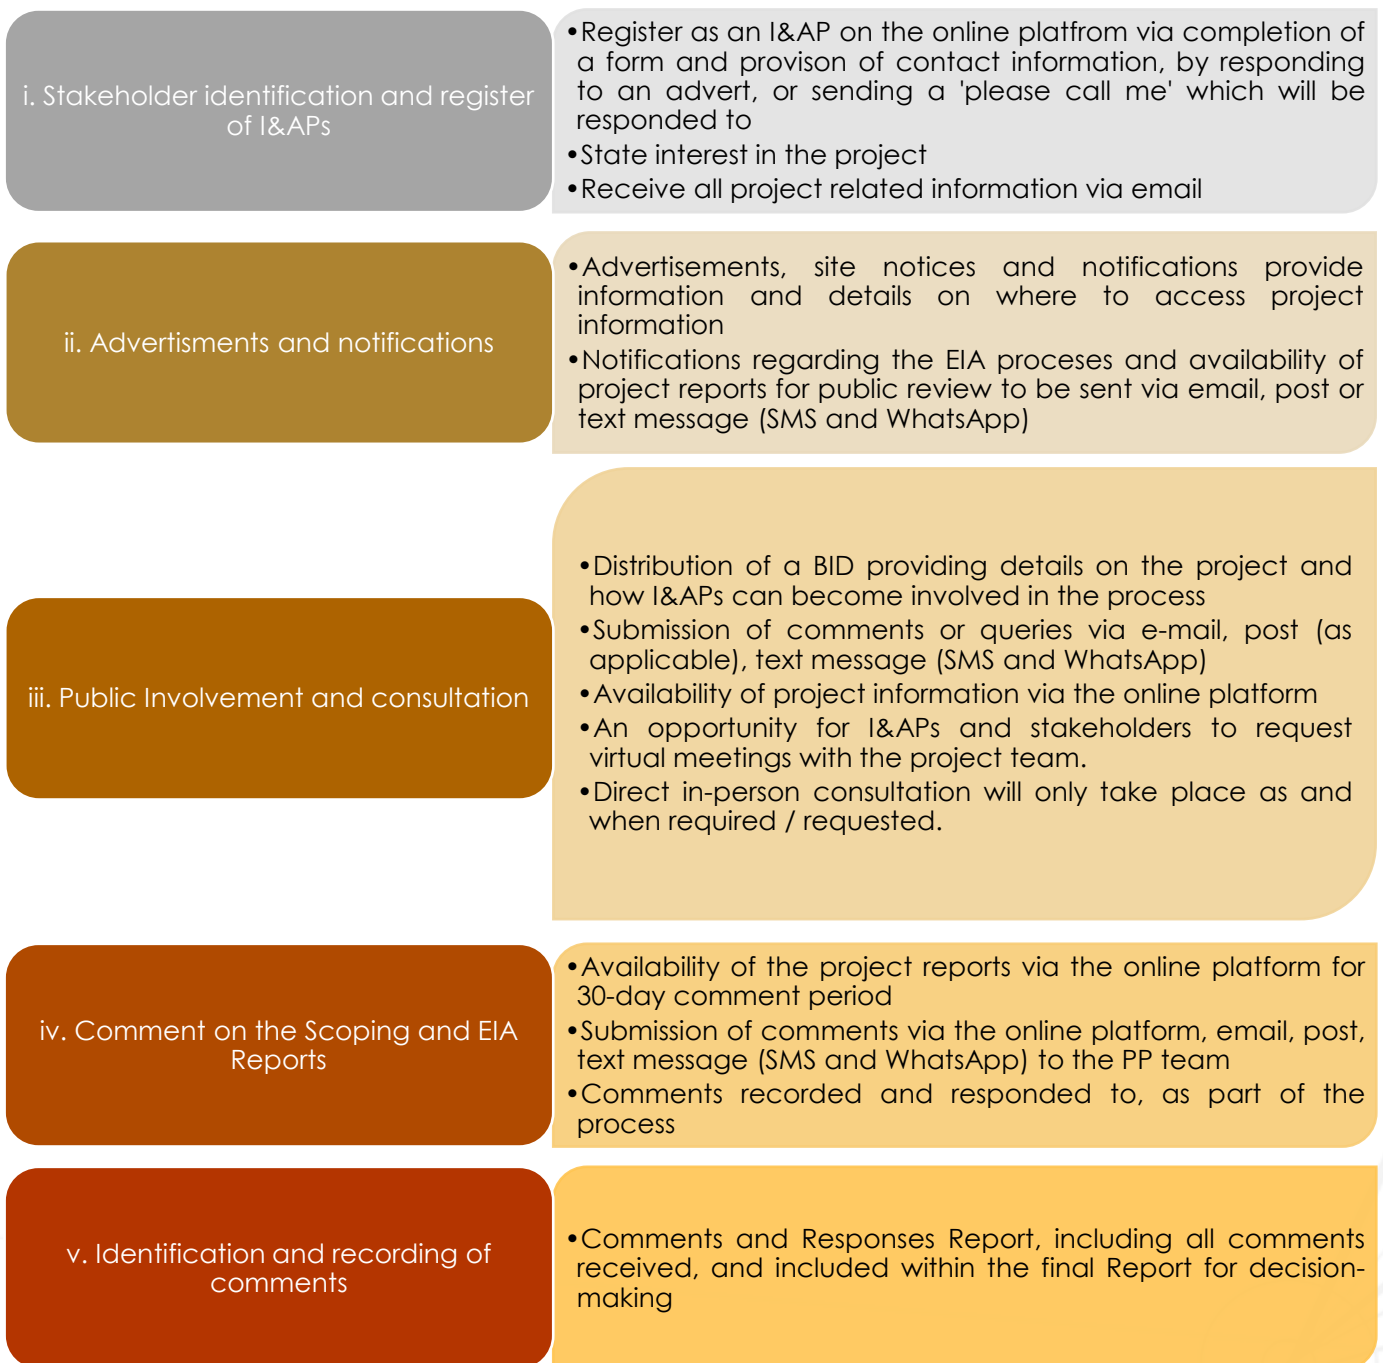 i. Stakeholder identification and register
of I&APs
•Register as an I&AP on the online platfrom via completion of
a form and provison of contact information, by responding
to an advert, or sending a 'please call me' which will be
responded to
•State interest in the project
•Receive all project related information via email
ii. Advertisments and notifications
•Advertisements, site notices and notifications provide
information and details on where to access project
information
•Notifications regarding the EIA proceses and availability of
project reports for public review to be sent via email, post or
text message (SMS and WhatsApp)
iii. Public Involvement and consultation
•Distribution of a BID providing details on the project and
how I&APs can become involved in the process
•Submission of comments or queries via e-mail, post (as
applicable), text message (SMS and WhatsApp)
•Availability of project information via the online platform
•An opportunity for I&APs and stakeholders to request
virtual meetings with the project team.
•Direct in-person consultation will only take place as and
when required / requested.
iv. Comment on the Scoping and EIA
Reports
•Availability of the project reports via the online platform for
30-day comment period
•Submission of comments via the online platform, email, post,
text message (SMS and WhatsApp) to the PP team
•Comments recorded and responded to, as part of the
process
v. Identification and recording of
comments
•Comments and Responses Report, including all comments
received, and included within the final Report for decision-
making